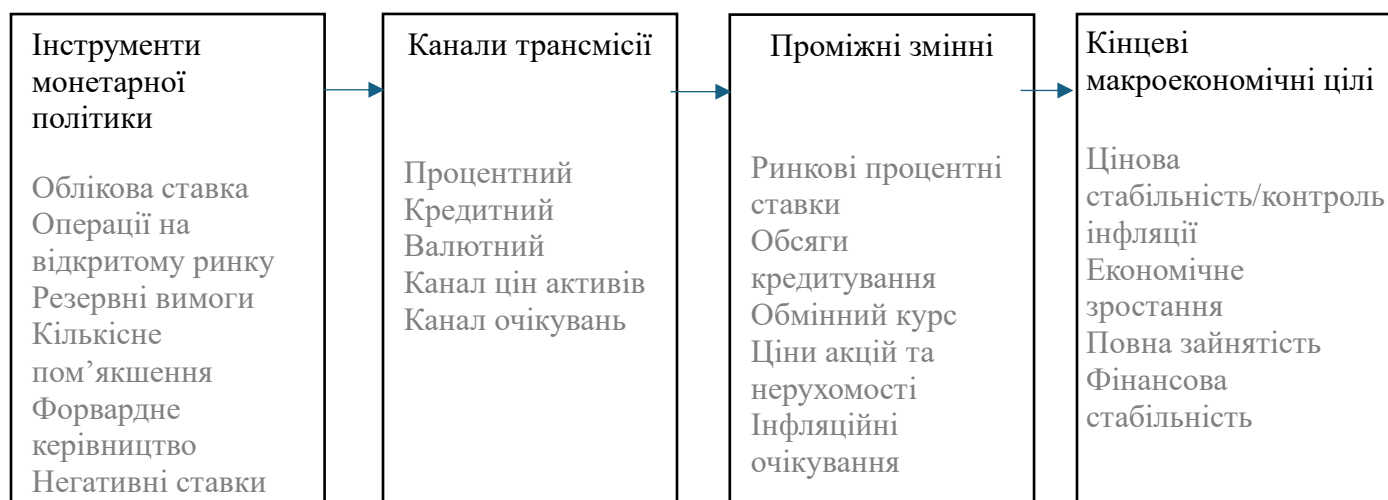 Інструменти
монетарної
політики
Облікова ставка
Операції на
відкритому ринку
Резервні вимоги
Кількісне
пом’якшення
Форвардне
керівництво
Негативні ставки
Канали трансмісії
Процентний
Кредитний
Валютний
Канал цін активів
Канал очікувань
Проміжні змінні
Ринкові процентні
ставки
Обсяги
кредитування
Обмінний курс
Ціни акцій та
нерухомості
Інфляційні
очікування
Кінцеві
макроекономічні цілі
Цінова
стабільність/контроль
інфляції
Економічне
зростання
Повна зайнятість
Фінансова
стабільність